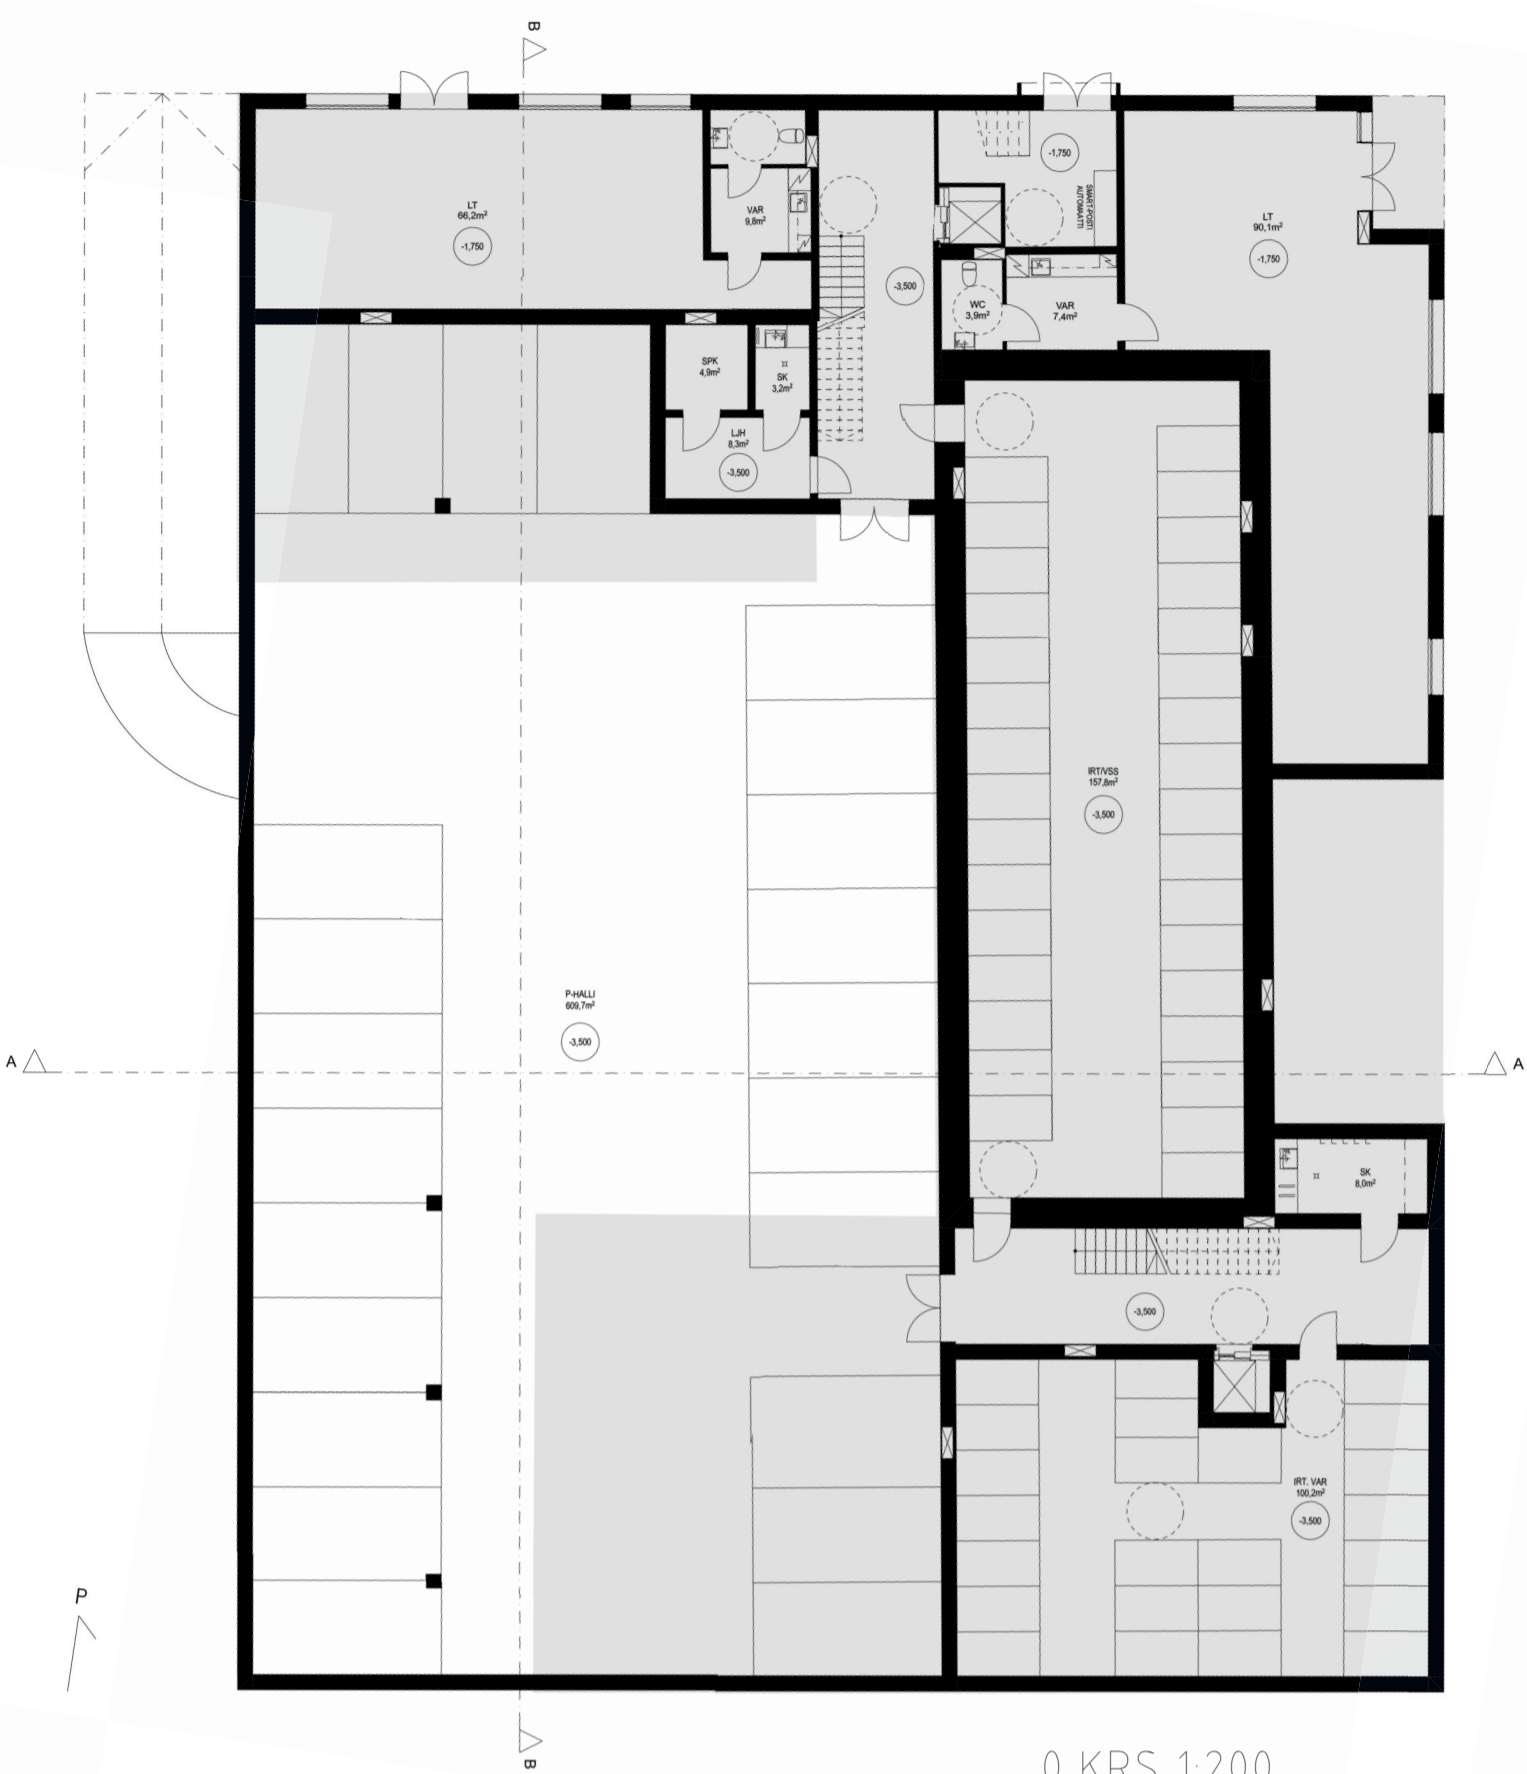 B
LT
66,2m²
-1,750
VAR
9,8m²
-3,500
-1,750
SMART-POSTI
AUTOMAATTI
LT
90,1m²
-1,750
WC
3,9m²
VAR
7,4m²
SPK
4,9m²
SK
3,2m²
LJH
8,3m²
-3,500
IRT/VSS
157,8m²
-3,500
P-HALLI
609,7m²
-3,500
A
A
SK
8,0m²
-3,500
IRT. VAR
100,2m²
-3,500
P
B
0.KRS 1:200